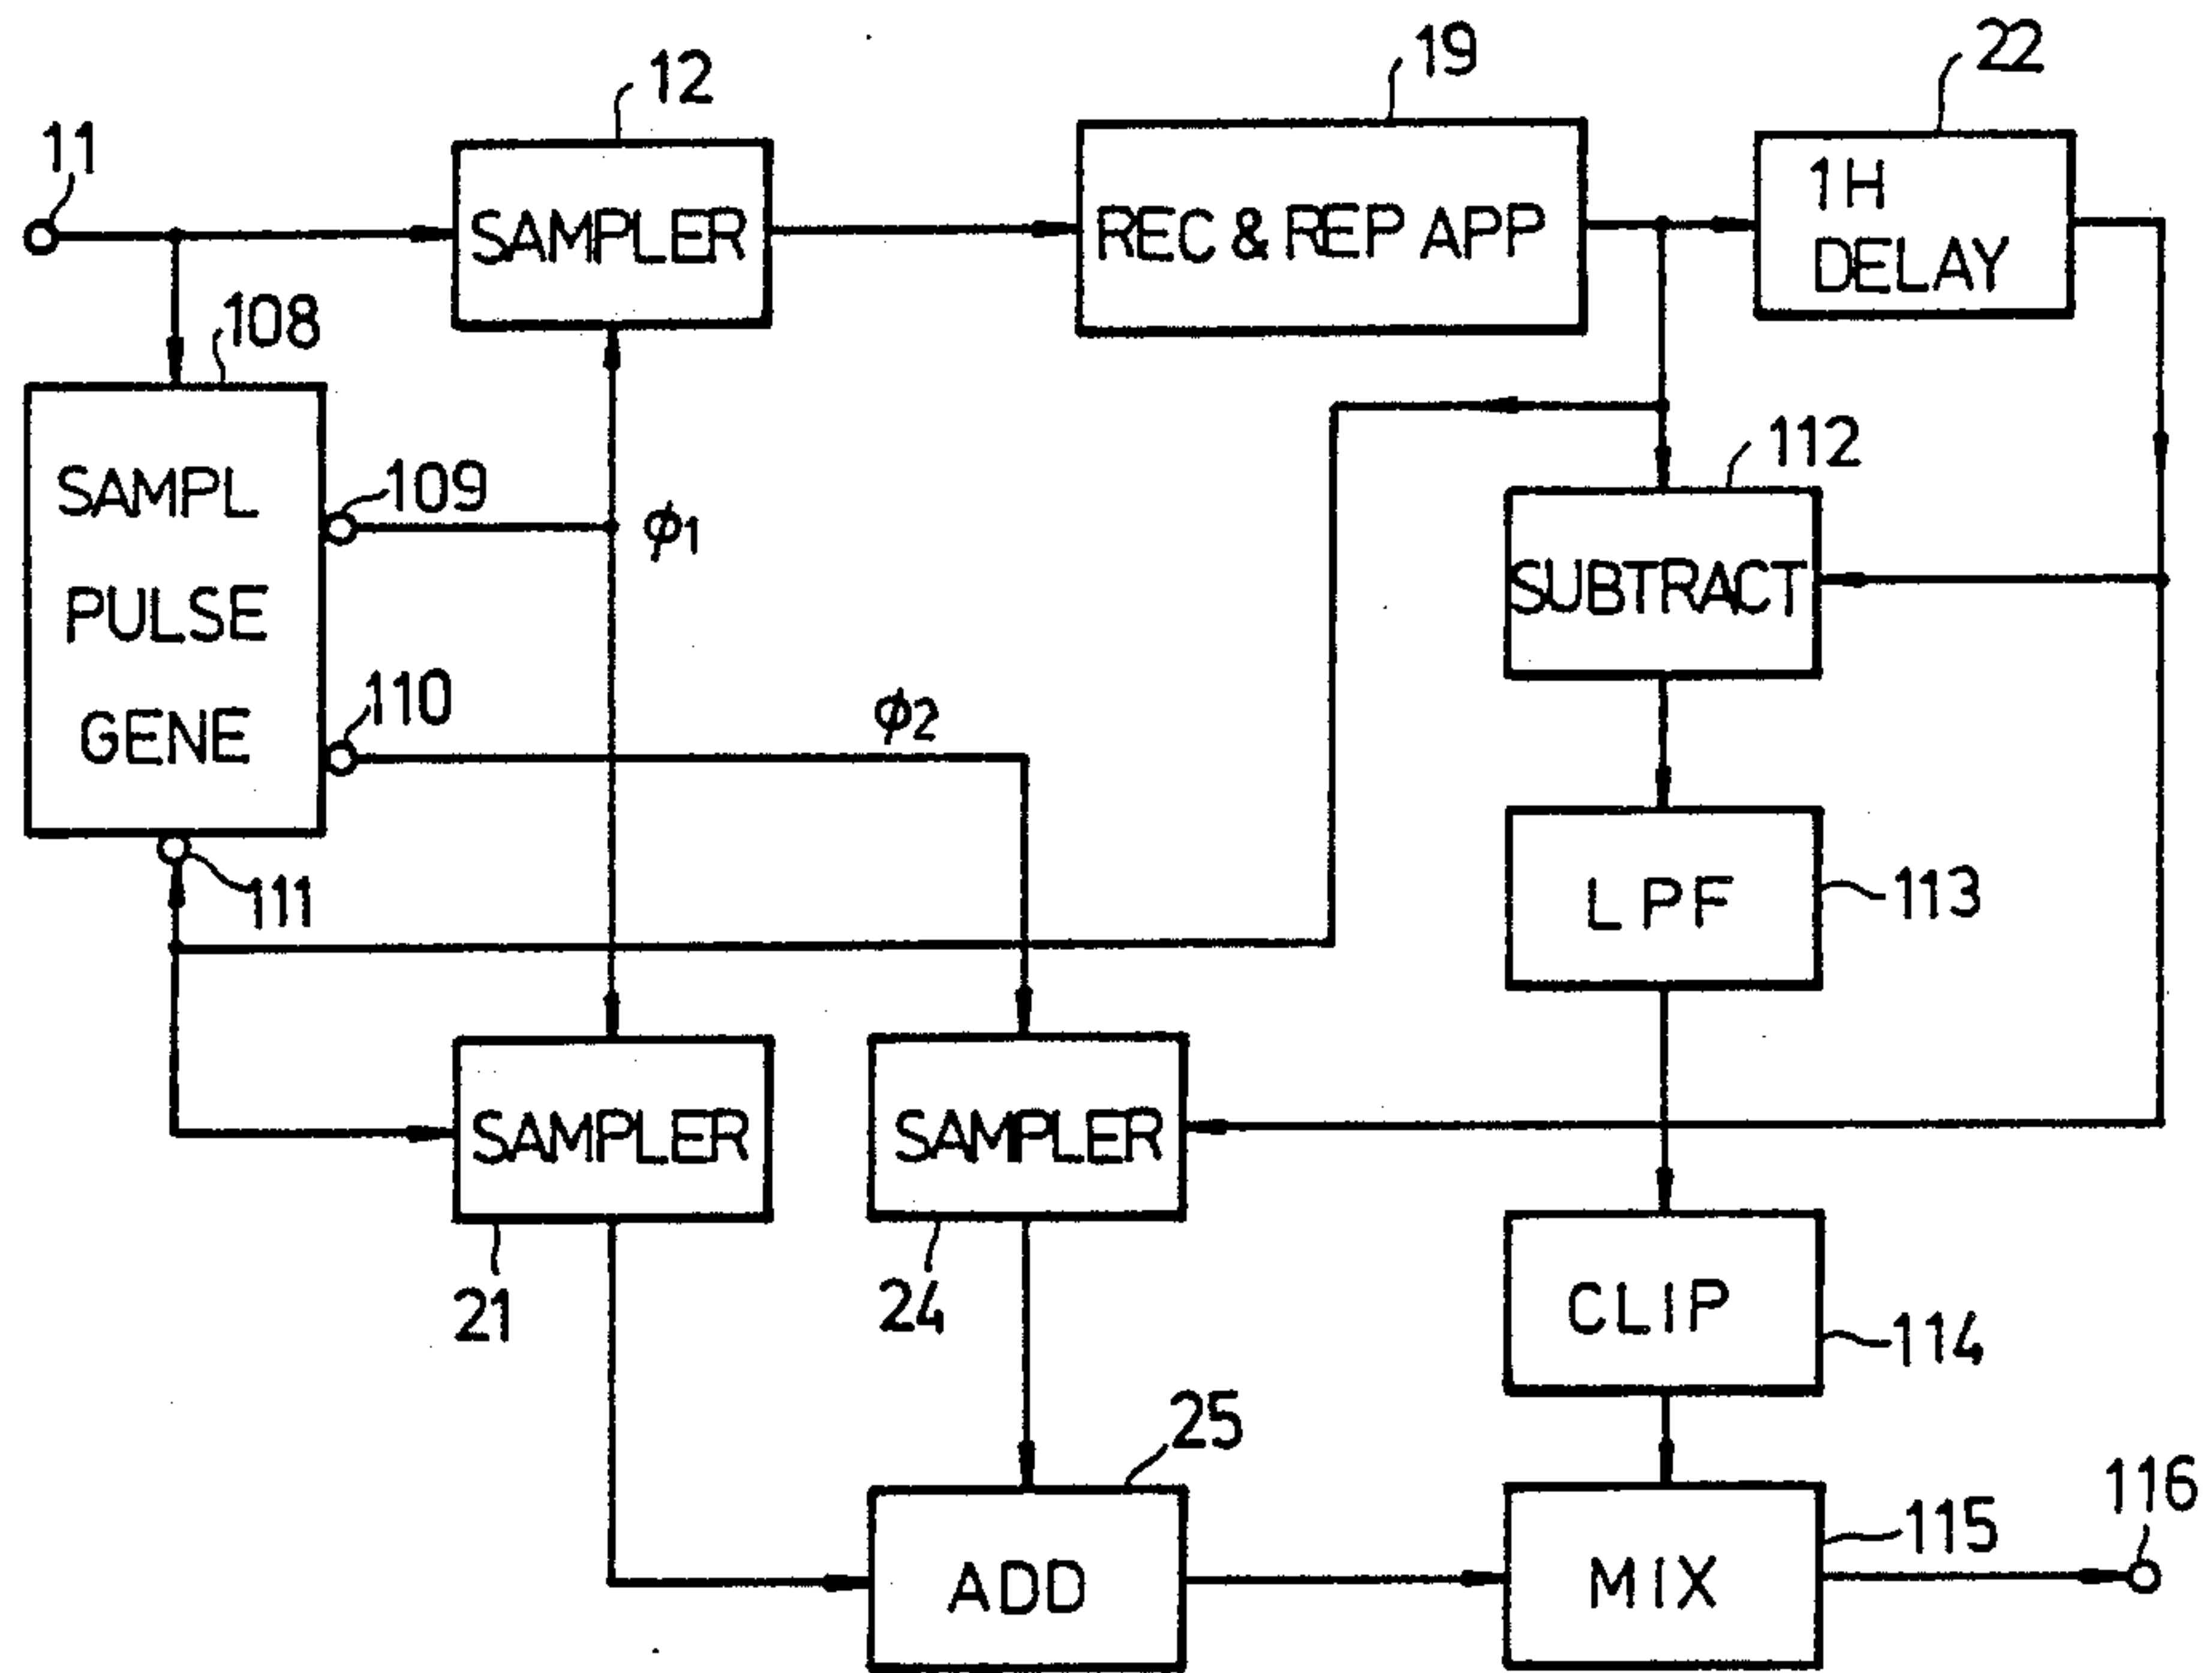 12
19
22
11
SAMPLER
REC & REP APP
1H
DELAY
108
SAMPL
PULSE
GENE
109
ϕ1
112
SUBTRACT
110
ϕ2
111
LPF
113
SAMPLER
SAMPLER
21
24
CLIP
114
25
ADD
MIX
115
116